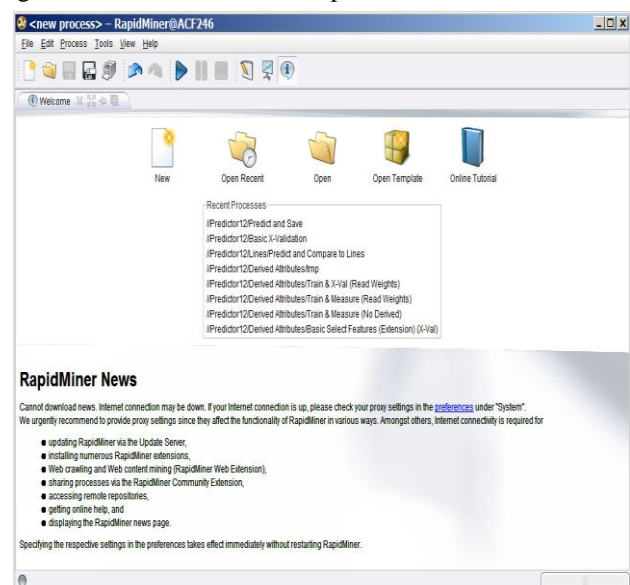 <new process> – RapidMiner@ACF246
File Edit Process Tools View Help
Welcome
New Open Recent Open Open Template Online Tutorial
Recent Processes
//Predictor12/Predict and Save
//Predictor12/Basic X-Validation
//Predictor12/Lines/Predict and Compare to Lines
//Predictor12/Derived Attributes/tmp
//Predictor12/Derived Attributes/Train & X-Val (Read Weights)
//Predictor12/Derived Attributes/Train & Measure (Read Weights)
//Predictor12/Derived Attributes/Train & Measure (No Derived)
//Predictor12/Derived Attributes/Basic Select Features (Extension) (X-Val)
RapidMiner News
Cannot download news. Internet connection may be down. If your Internet connection is up, please check your proxy settings in the preferences under "System".
We urgently recommend to provide proxy settings since they affect the functionality of RapidMiner in various ways. Amongst others, Internet connectivity is required for
● updating RapidMiner via the Update Server,
● installing numerous RapidMiner extensions,
● Web crawling and Web content mining (RapidMiner Web Extension),
● sharing processes via the RapidMiner Community Extension,
● accessing remote repositories,
● getting online help, and
● displaying the RapidMiner news page.
Specifying the respective settings in the preferences takes effect immediately without restarting RapidMiner.